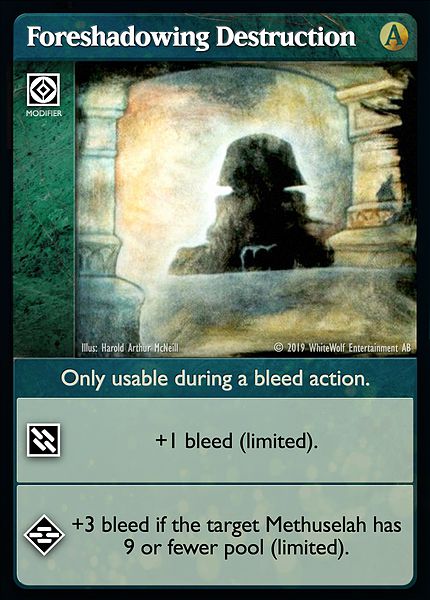 Foreshadowing Destruction
A
MODIFIER
Illus: Harold Arthur McNeill
© 2019 WhiteWolf Entertainment AB
Only usable during a bleed action.
+1 bleed (limited).
+3 bleed if the target Methuselah has
9 or fewer pool (limited).